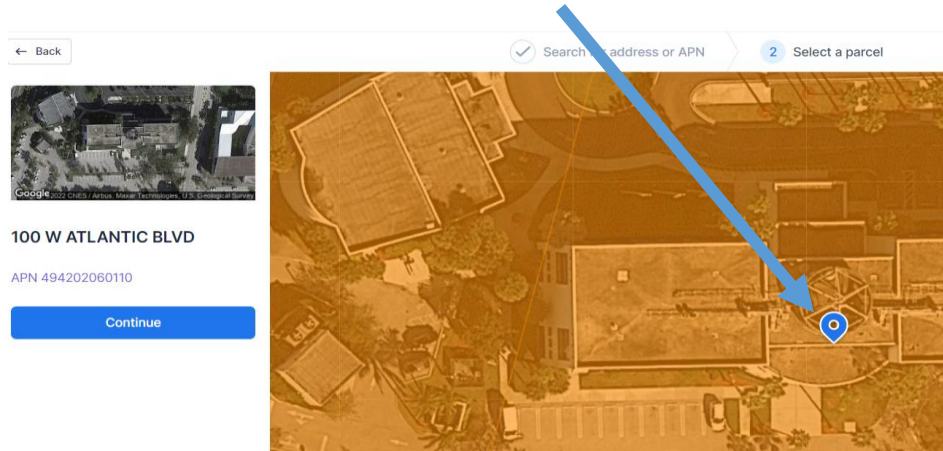 ← Back
Search for address or APN
2 Select a parcel
Google
2022 CNES / Airbus, Maxar Technologies, U.S. Geological Survey
100 W ATLANTIC BLVD
APN 494202060110
Continue